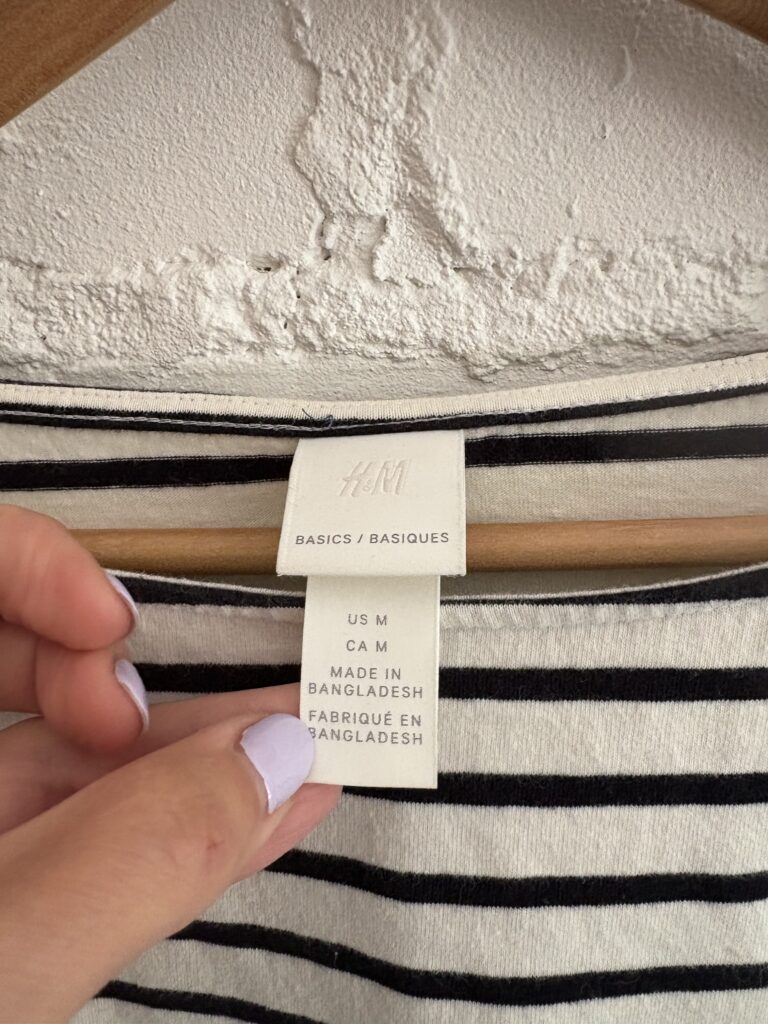 H&M
BASICS / BASIQUES
US M
CA M
MADE IN
BANGLADESH
FABRIQUÉ EN
BANGLADESH